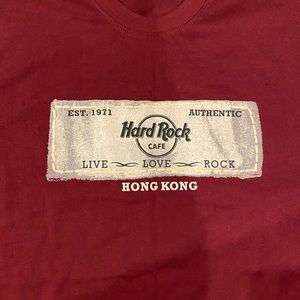 EST. 1971 AUTHENTIC
Hard Rock
CAFE
LIVE LOVE ROCK
HONG KONG